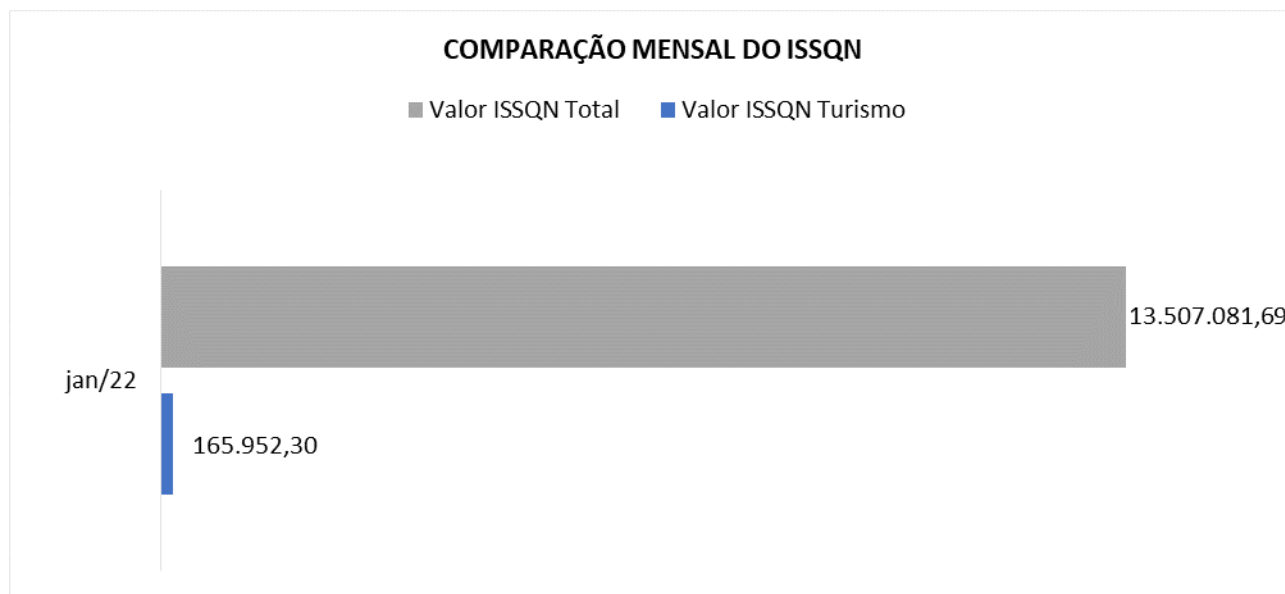 COMPARAÇÃO MENSAL DO ISSQN
Valor ISSQN Total Valor ISSQN Turismo
13.507.081,69
jan/22
165.952,30